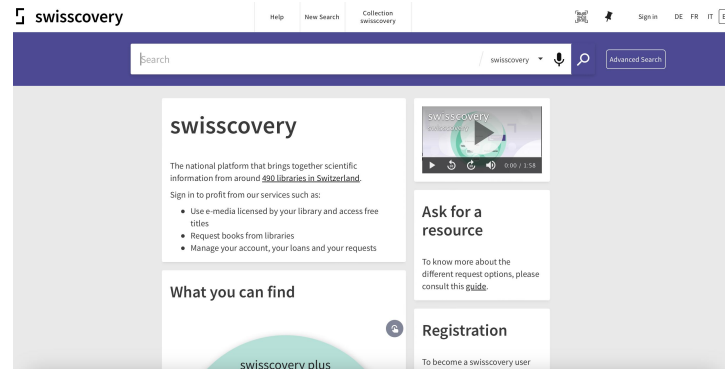 swisscovery
Help
New Search
Collection
swisscovery
Sign in
DE FR IT E
Search
swisscovery
Advanced Search
swisscovery
The national platform that brings together scientific
information from around 490 libraries in Switzerland.
Sign in to profit from our services such as:
● Use e-media licensed by your library and access free
titles
● Request books from libraries
● Manage your account, your loans and your requests
What you can find
swisscovery plus
swisscovery
0:00 / 1:58
Ask for a
resource
To know more about the
different request options, please
consult this guide.
Registration
To become a swisscovery user